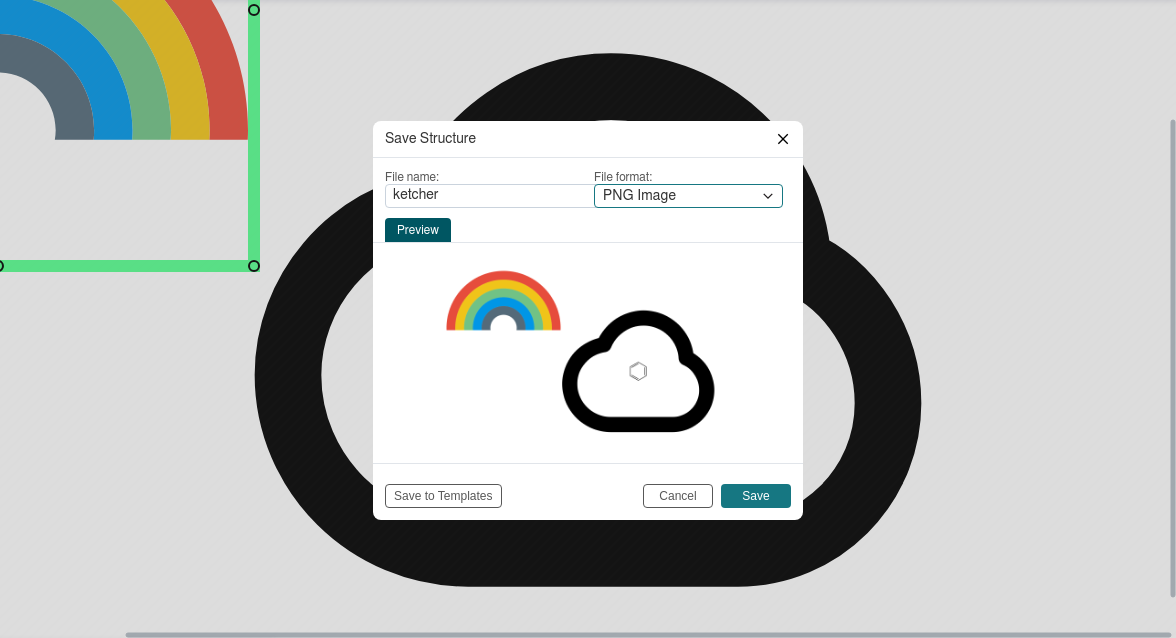 Save Structure
File name: File format:
ketcher PNG Image
Preview
Save to Templates Cancel Save